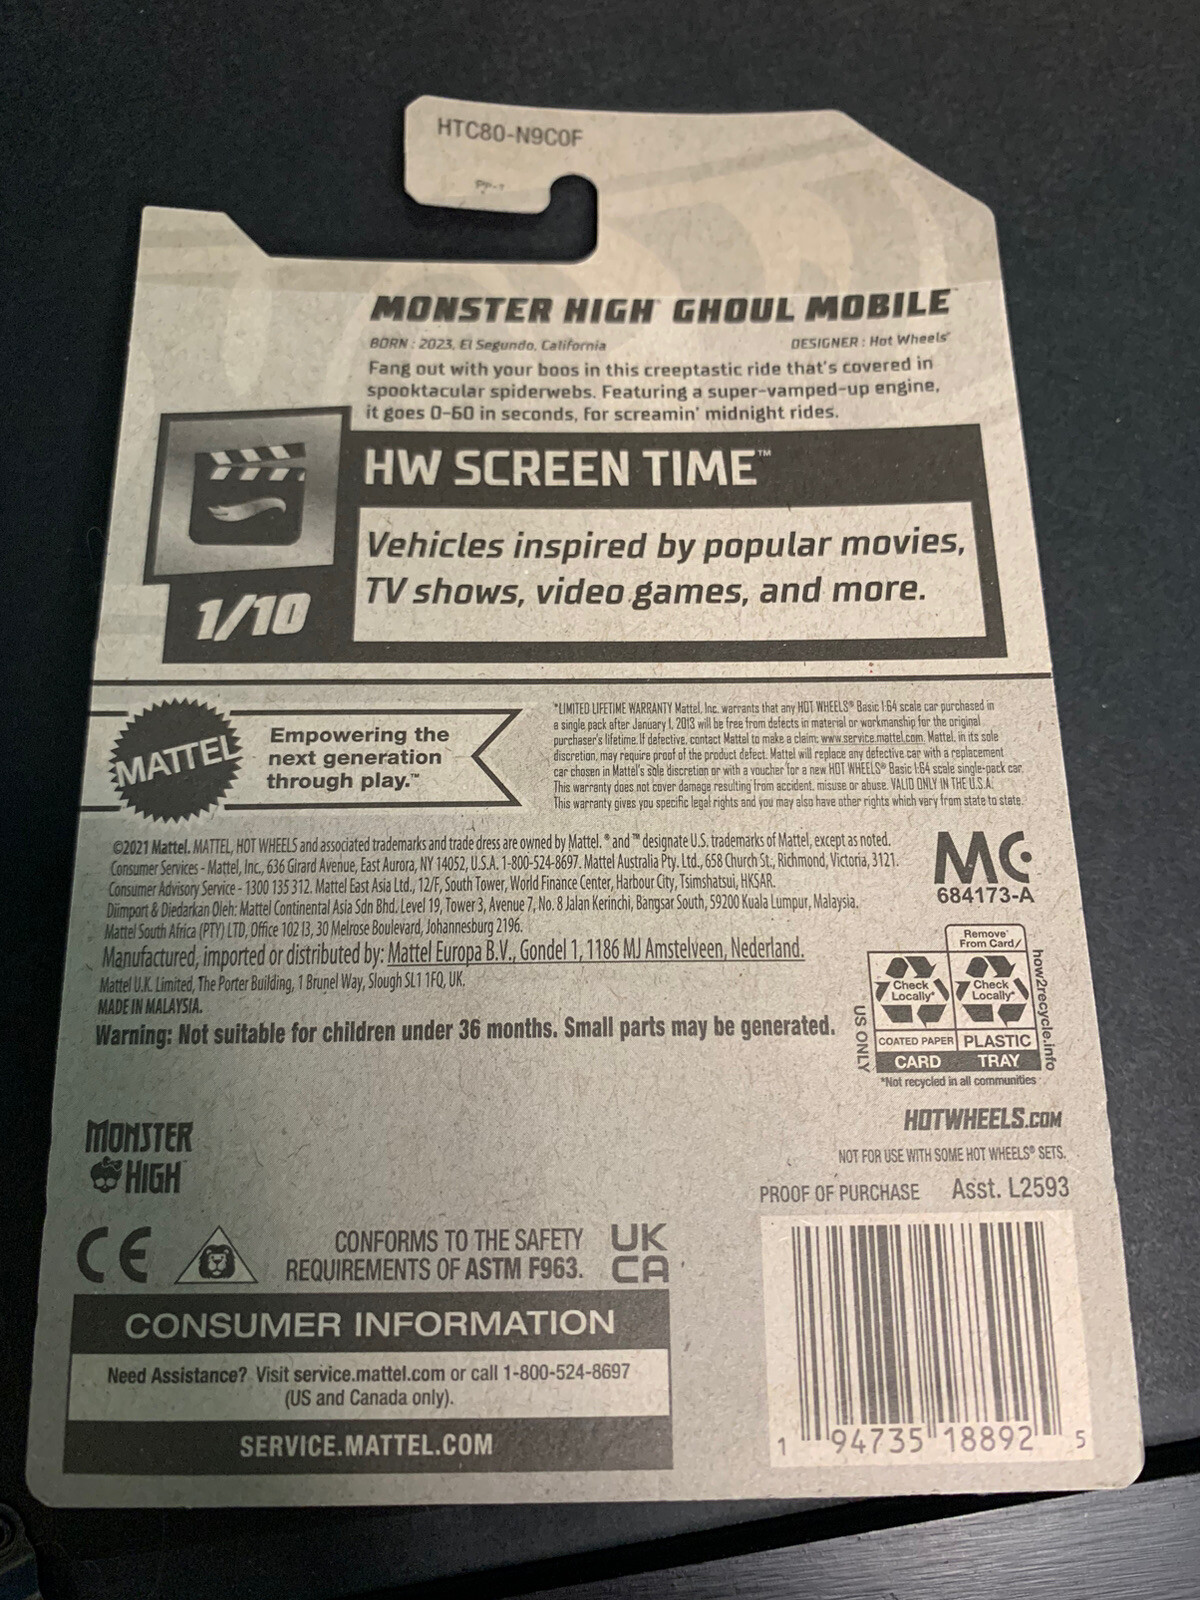 HTC80-N9C0F
MONSTER HIGH™ GHOUL MOBILE™
BORN : 2023, El Segundo, California
DESIGNER : Hot Wheels®
Fang out with your boos in this creeptastic ride that's covered in
spooktacular spiderwebs. Featuring a super-vamped-up engine,
it goes 0-60 in seconds, for screamin' midnight rides.
HW SCREEN TIME™
Vehicles inspired by popular movies,
TV shows, video games, and more.
1/10
MATTEL
Empowering the
next generation
through play.™
*LIMITED LIFETIME WARRANTY Mattel, Inc. warrants that any HOT WHEELS® Basic 1:64 scale car purchased in
a single pack after January 1, 2013 will be free from defects in material or workmanship for the original
purchaser's lifetime. If defective, contact Mattel to make a claim: www.service.mattel.com. Mattel, in its sole
discretion, may require proof of the product defect. Mattel will replace any defective car with a replacement
car chosen in Mattel's sole discretion or with a voucher for a new HOT WHEELS® Basic 1:64 scale single-pack car.
This warranty does not cover damage resulting from accident, misuse or abuse. VALID ONLY IN THE U.S.A.
This warranty gives you specific legal rights and you may also have other rights which vary from state to state.
©2021 Mattel. MATTEL, HOT WHEELS and associated trademarks and trade dress are owned by Mattel. ® and ™ designate U.S. trademarks of Mattel, except as noted.
Consumer Services - Mattel, Inc., 636 Girard Avenue, East Aurora, NY 14052, U.S.A. 1-800-524-8697. Mattel Australia Pty. Ltd., 658 Church St., Richmond, Victoria, 3121.
Consumer Advisory Service - 1300 135 312. Mattel East Asia Ltd., 12/F, South Tower, World Finance Center, Harbour City, Tsimshatsui, HKSAR.
Diimport & Diedarkan Oleh: Mattel Continental Asia Sdn Bhd. Level 19, Tower 3, Avenue 7, No. 8 Jalan Kerinchi, Bangsar South, 59200 Kuala Lumpur, Malaysia.
Mattel South Africa (PTY) LTD, Office 102 I3, 30 Melrose Boulevard, Johannesburg 2196.
Manufactured, imported or distributed by: Mattel Europa B.V., Gondel 1, 1186 MJ Amstelveen, Nederland.
Mattel U.K. Limited, The Porter Building, 1 Brunel Way, Slough SL1 1FQ, UK.
MADE IN MALAYSIA.
Warning: Not suitable for children under 36 months. Small parts may be generated.
MC
684173-A
Remove
From Card
Check
Locally*
Check
Locally*
COATED PAPER
PLASTIC
CARD
TRAY
US ONLY
how2recycle.info
*Not recycled in all communities
HOTWHEELS.COM
NOT FOR USE WITH SOME HOT WHEELS® SETS.
PROOF OF PURCHASE
Asst. L2593
MONSTER
HIGH™
CE
CONFORMS TO THE SAFETY
REQUIREMENTS OF ASTM F963.
UK
CA
CONSUMER INFORMATION
Need Assistance? Visit service.mattel.com or call 1-800-524-8697
(US and Canada only).
SERVICE.MATTEL.COM
1 94735 18892 5